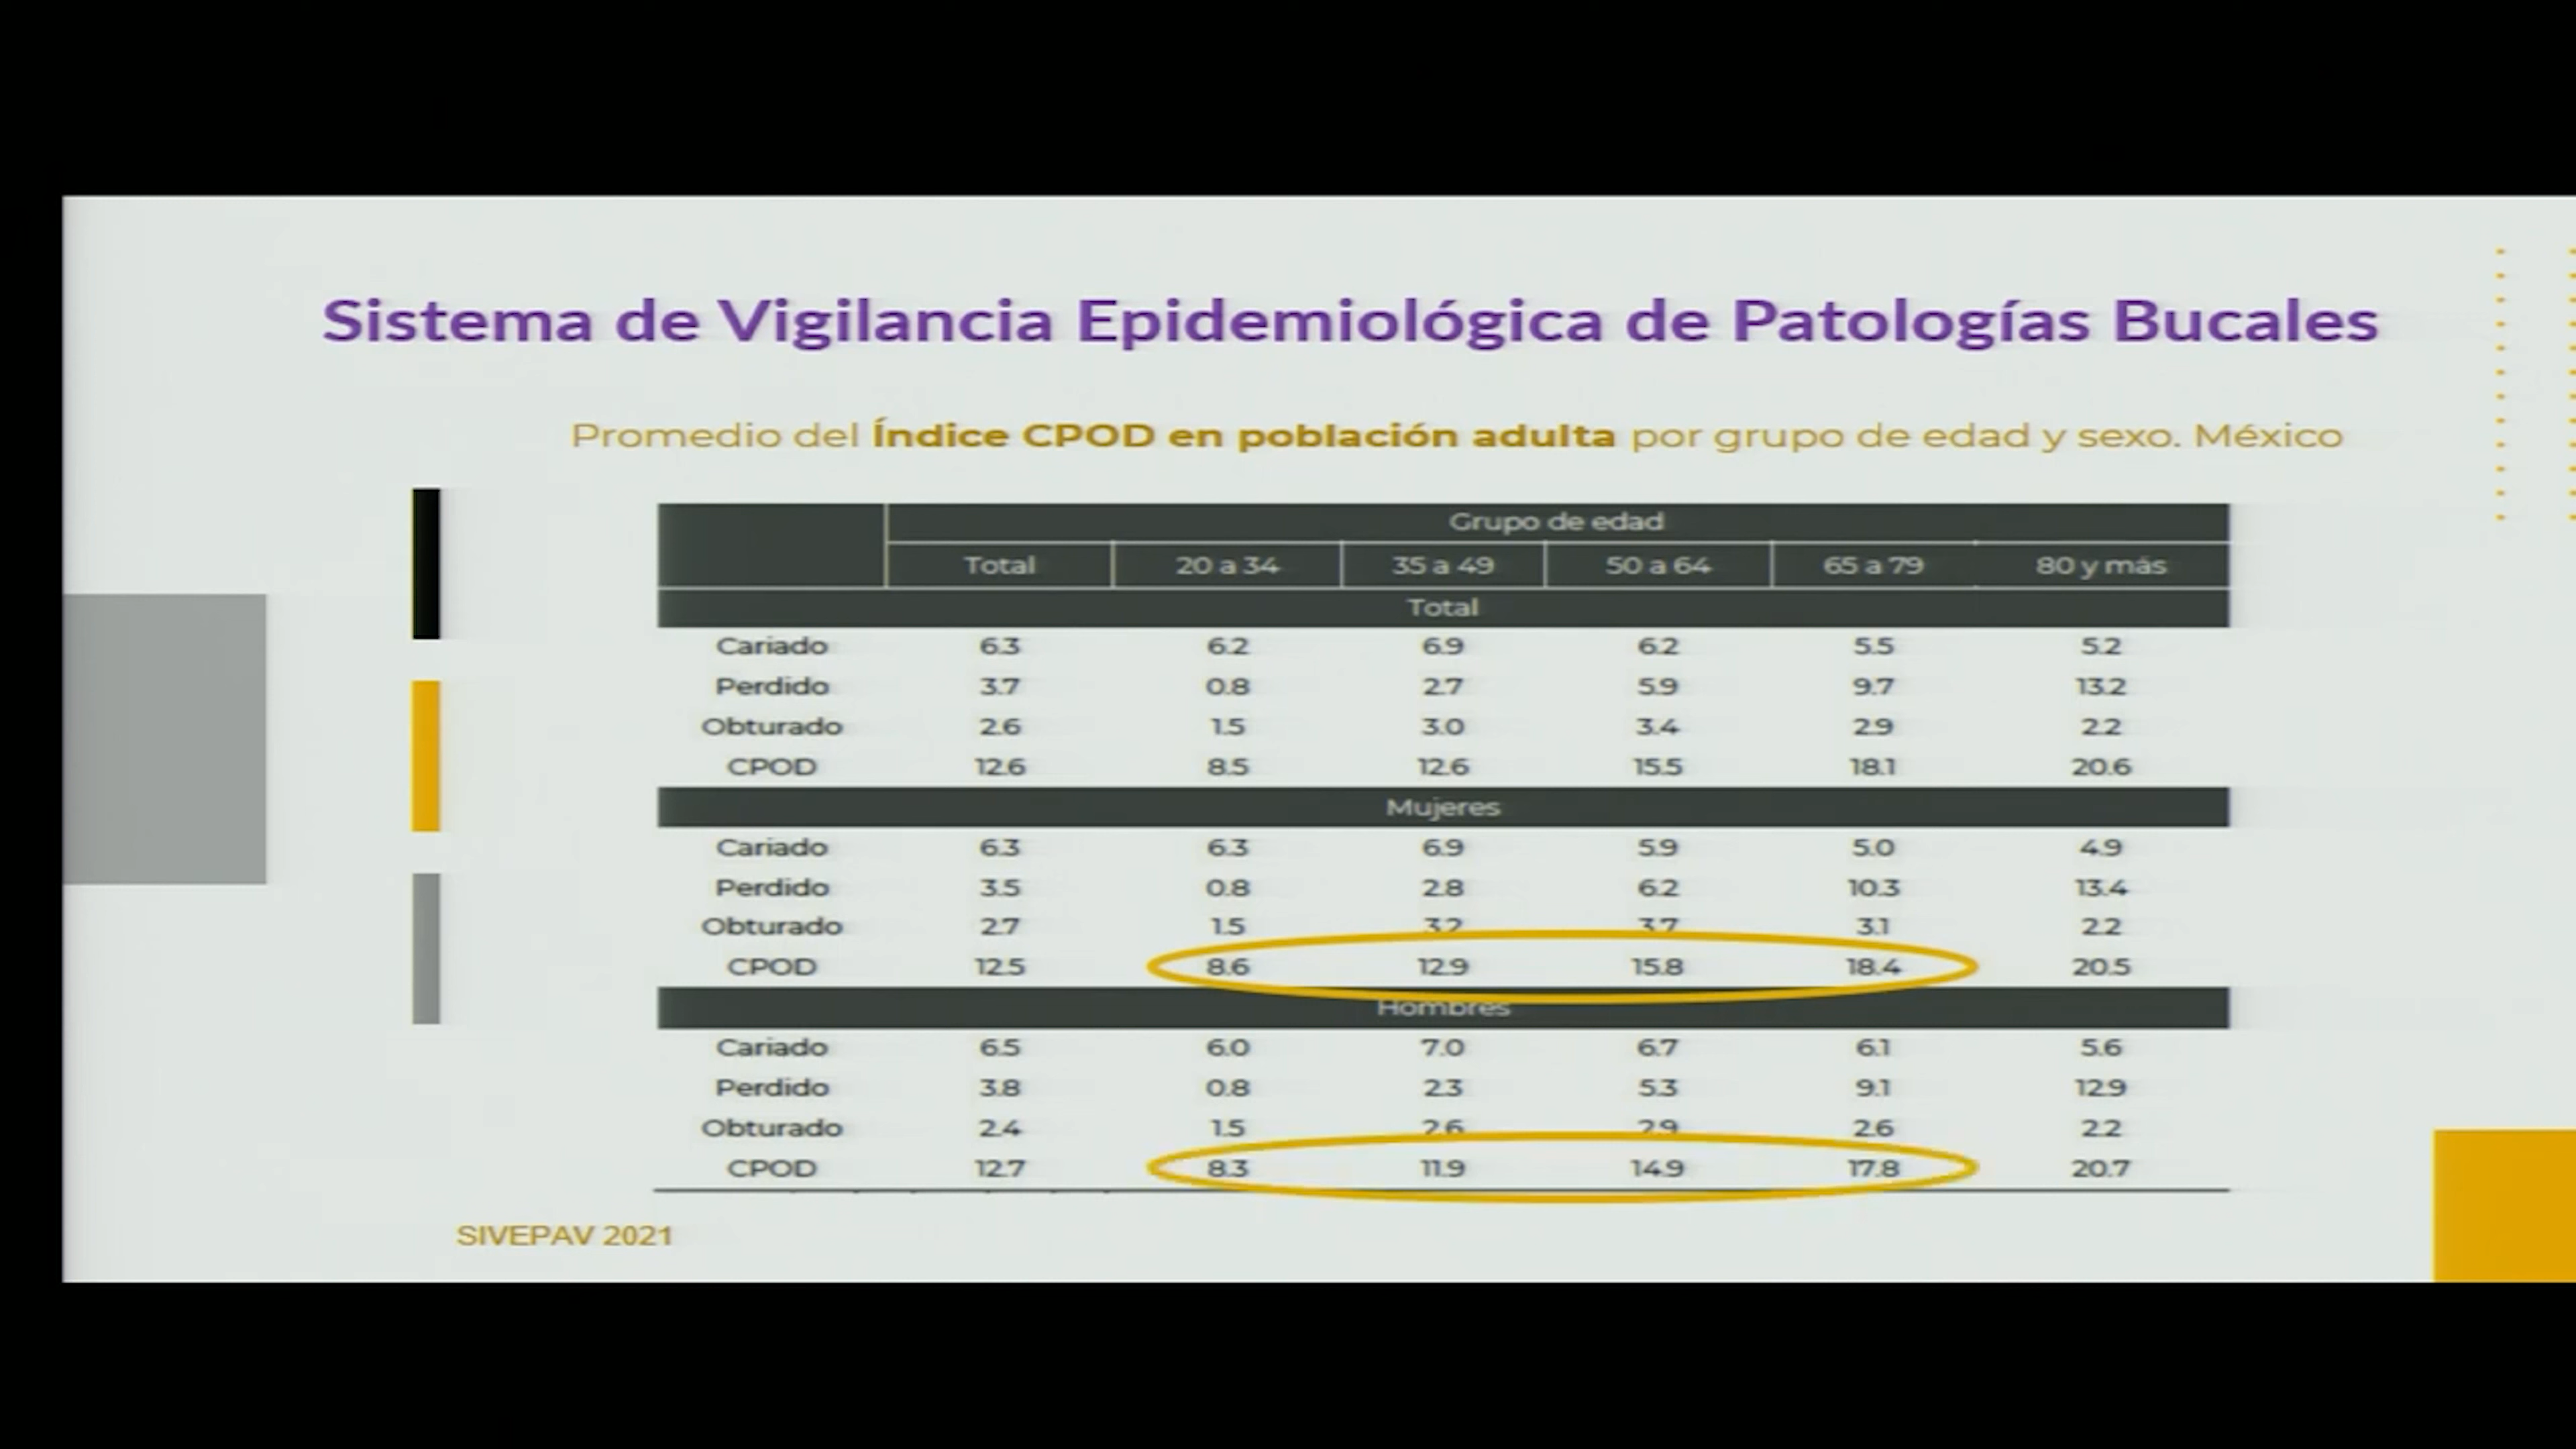 Sistema de Vigilancia Epidemiológica de Patologías Bucales
Promedio del Índice CPOD en población adulta por grupo de edad y sexo. México
Grupo de edad
Total 20 a 34 35 a 49 50 a 64 65 a 79 80 y más
Total
Cariado 6.3 6.2 6.9 6.2 5.5 5.2
Perdido 3.7 0.8 2.7 5.9 9.7 13.2
Obturado 2.6 1.5 3.0 3.4 2.9 2.2
CPOD 12.6 8.5 12.6 15.5 18.1 20.6
Mujeres
Cariado 6.3 6.3 6.9 5.9 5.0 4.9
Perdido 3.5 0.8 2.8 6.2 10.3 13.4
Obturado 2.7 1.5 3.2 3.7 3.1 2.2
CPOD 12.5 8.6 12.9 15.8 18.4 20.5
Hombres
Cariado 6.5 6.0 7.0 6.7 6.1 5.6
Perdido 3.8 0.8 2.3 5.3 9.1 12.9
Obturado 2.4 1.5 2.6 2.9 2.6 2.2
CPOD 12.7 8.3 11.9 14.9 17.8 20.7
SIVEPAV 2021